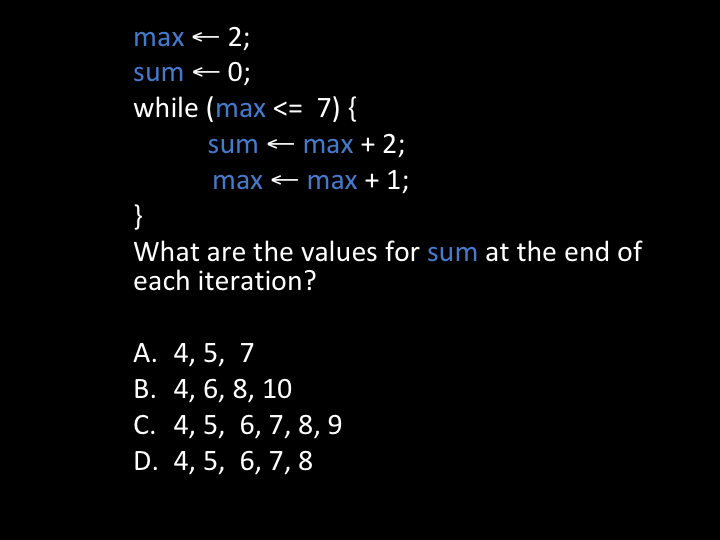 max ← 2;
sum ← 0;
while (max <=  7) {
sum ← max + 2;
max ← max + 1;
}
What are the values for sum at the end of
each iteration?
A. 4, 5,  7
B. 4, 6, 8, 10
C. 4, 5,  6, 7, 8, 9
D. 4, 5,  6, 7, 8